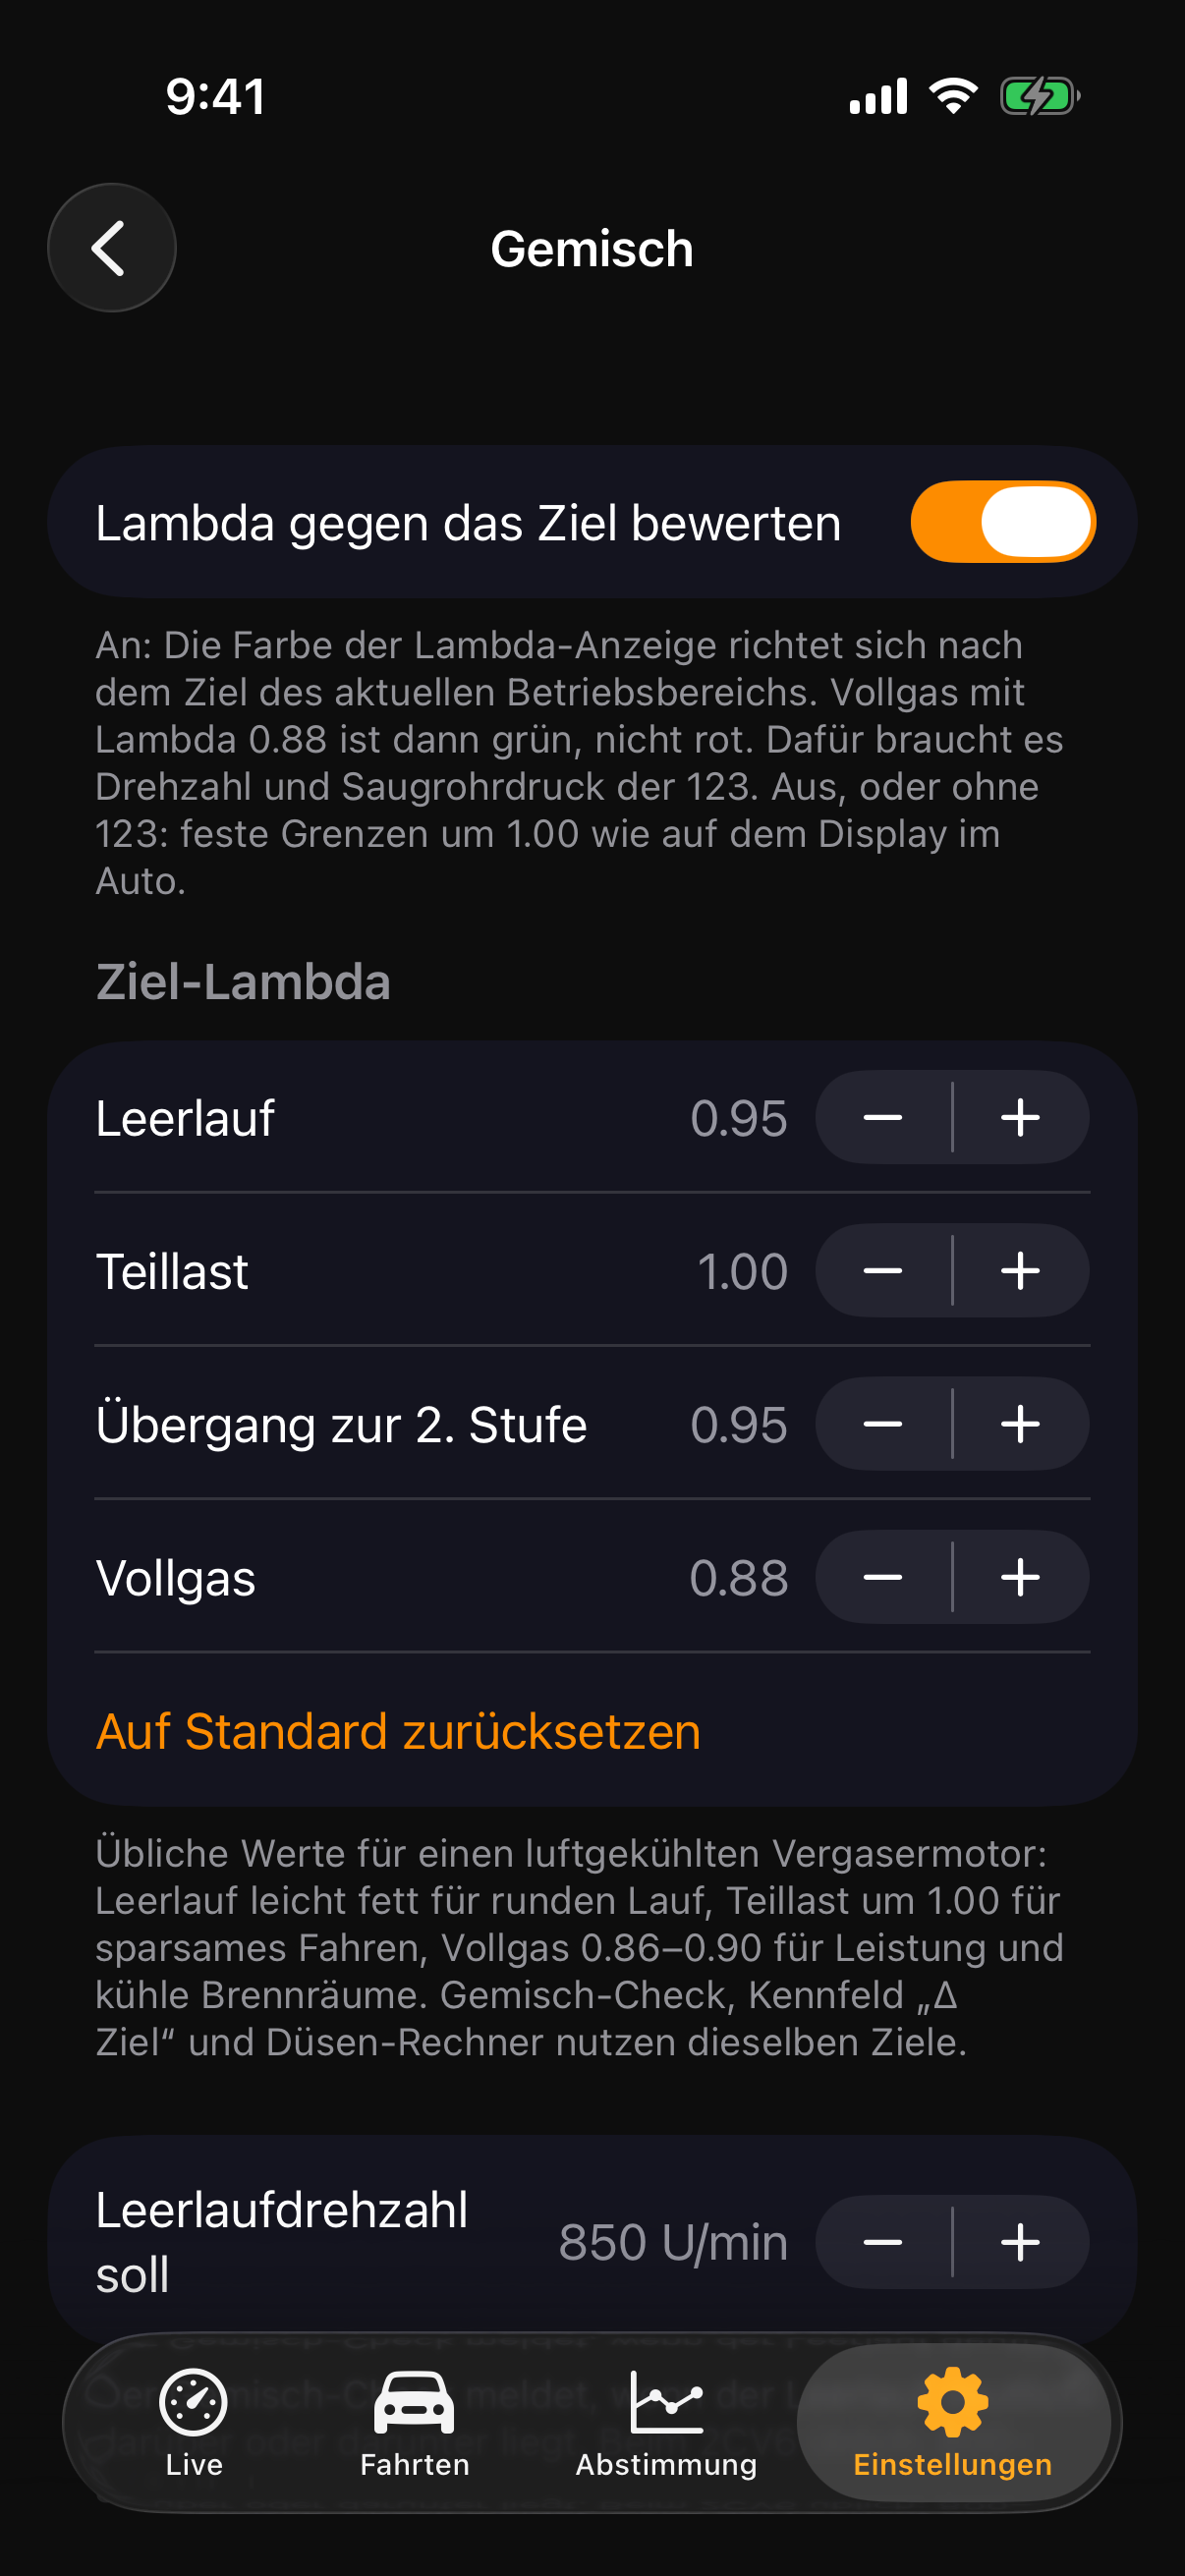 9:41
Gemisch
Lambda gegen das Ziel bewerten
An: Die Farbe der Lambda-Anzeige richtet sich nach
dem Ziel des aktuellen Betriebsbereichs. Vollgas mit
Lambda 0.88 ist dann grün, nicht rot. Dafür braucht es
Drehzahl und Saugrohrdruck der 123. Aus, oder ohne
123: feste Grenzen um 1.00 wie auf dem Display im
Auto.
Ziel-Lambda
Leerlauf 0.95 − +
Teillast 1.00 − +
Übergang zur 2. Stufe 0.95 − +
Vollgas 0.88 − +
Auf Standard zurücksetzen
Übliche Werte für einen luftgekühlten Vergasermotor:
Leerlauf leicht fett für runden Lauf, Teillast um 1.00 für
sparsames Fahren, Vollgas 0.86–0.90 für Leistung und
kühle Brennräume. Gemisch-Check, Kennfeld „Δ
Ziel“ und Düsen-Rechner nutzen dieselben Ziele.
Leerlaufdrehzahl
soll
850 U/min − +
Live Fahrten Abstimmung Einstellungen